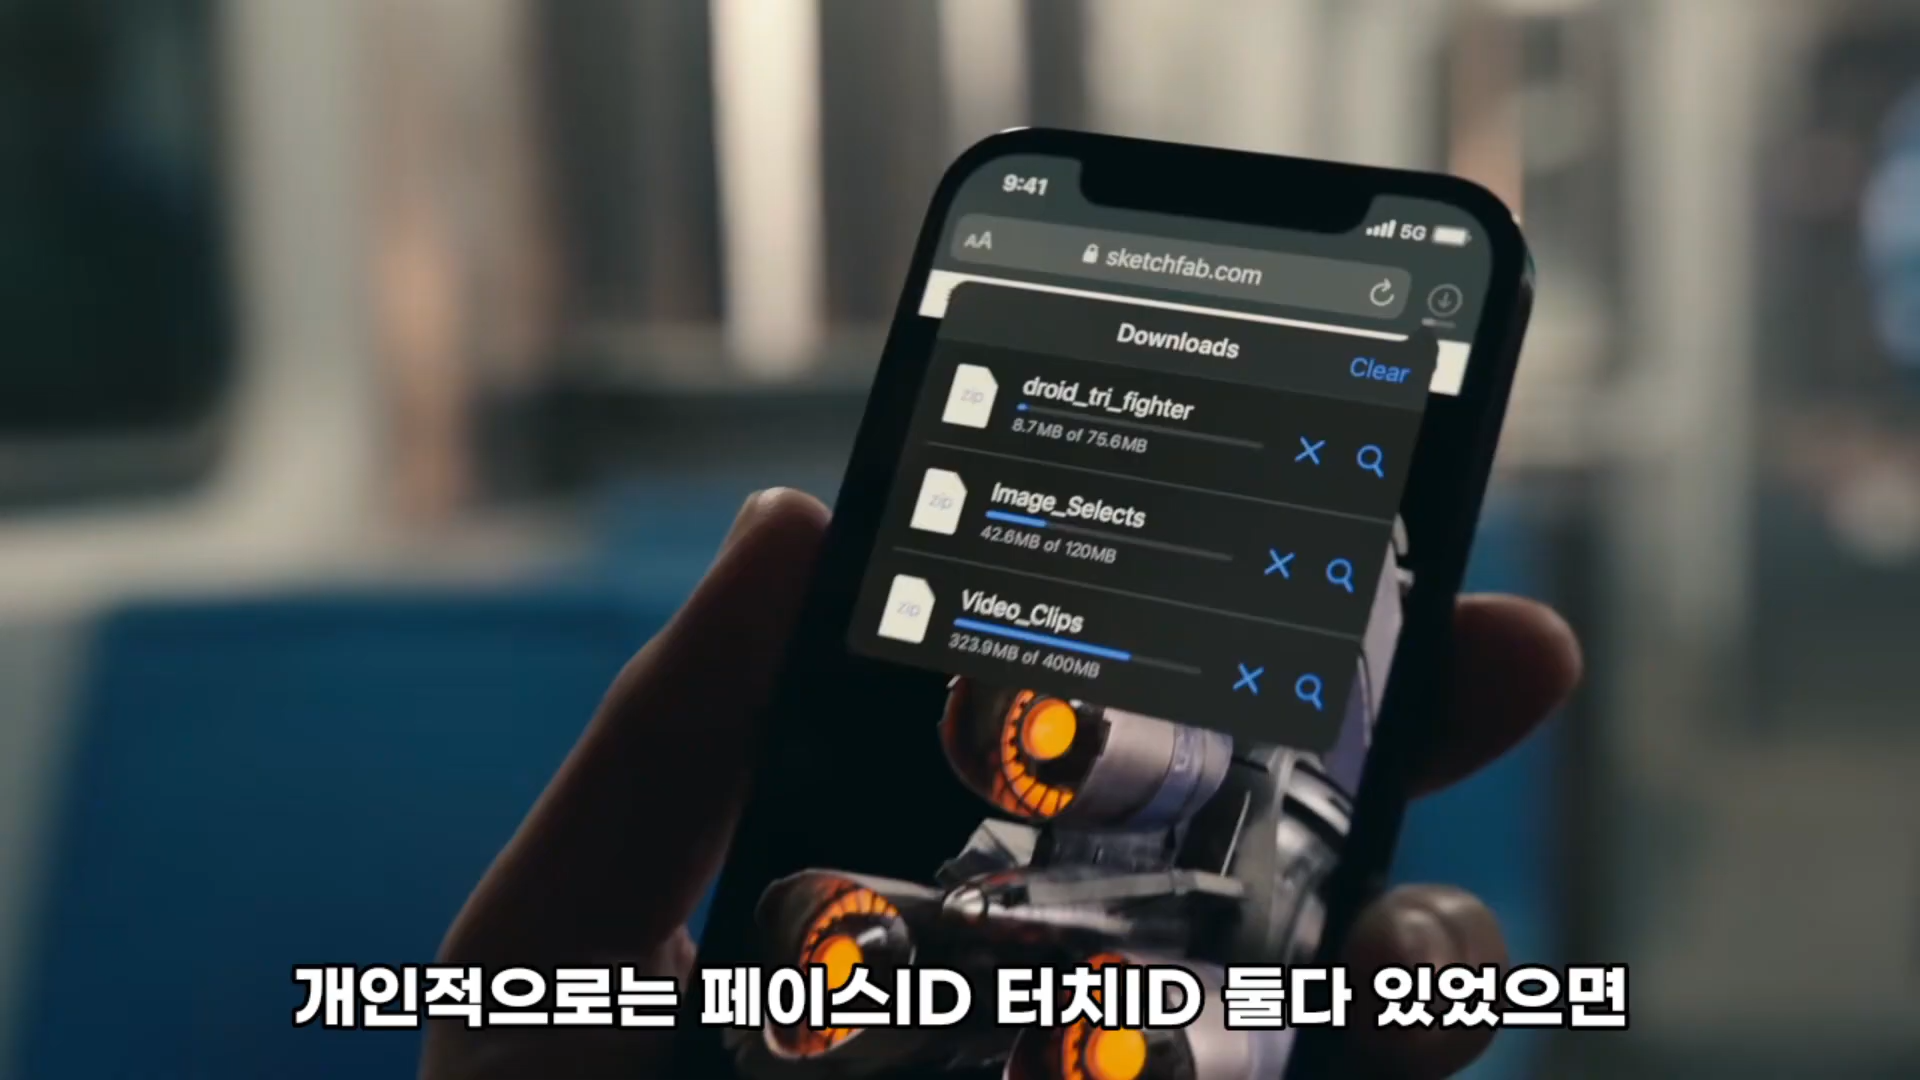 9:41
5G
AA
sketchfab.com
Downloads
Clear
zip
droid_tri_fighter
8.7MB of 75.6MB
zip
Image_Selects
42.6MB of 120MB
zip
Video_Clips
323.9MB of 400MB
개인적으로는 페이스ID 터치ID 둘다 있었으면